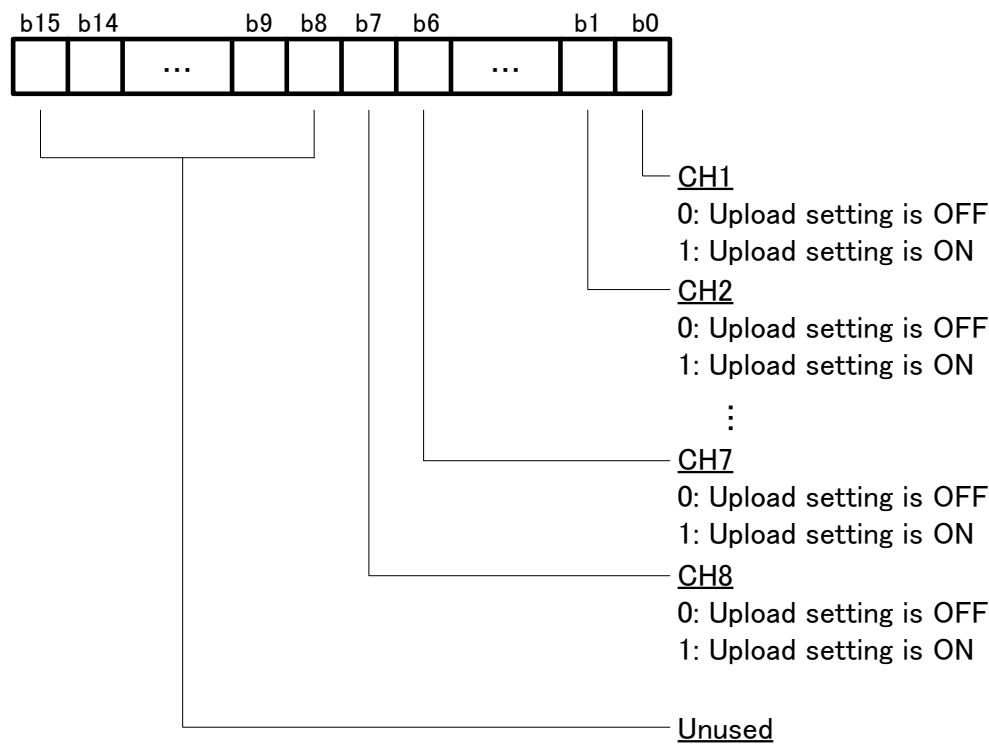 b15 b14 b9 b8 b7 b6 b1 b0
... ...
CH1
0: Upload setting is OFF
1: Upload setting is ON
CH2
0: Upload setting is OFF
1: Upload setting is ON
⋮
CH7
0: Upload setting is OFF
1: Upload setting is ON
CH8
0: Upload setting is OFF
1: Upload setting is ON
Unused